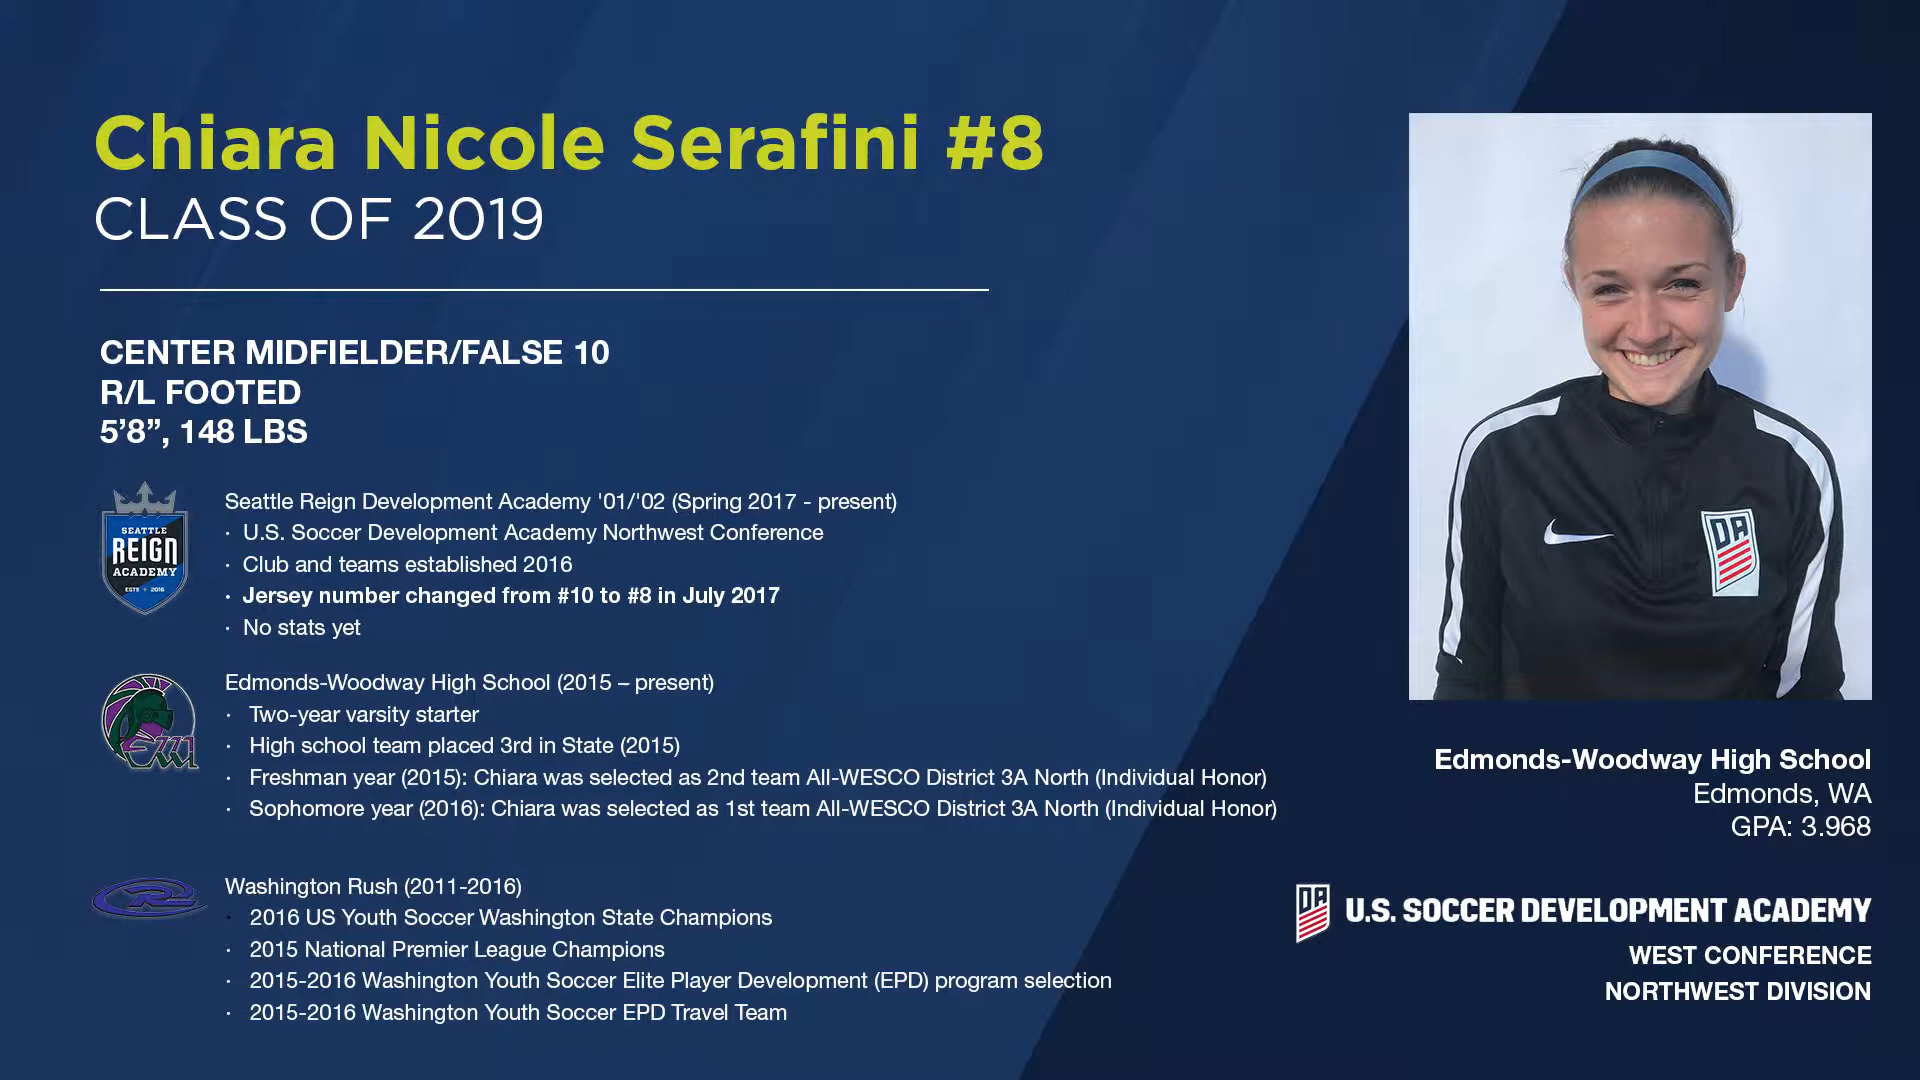 Chiara Nicole Serafini #8
CLASS OF 2019
CENTER MIDFIELDER/FALSE 10
R/L FOOTED
5’8”, 148 LBS
SEATTLE
REIGN
ACADEMY
ESTD + 2016
Seattle Reign Development Academy '01/'02 (Spring 2017 - present)
· U.S. Soccer Development Academy Northwest Conference
· Club and teams established 2016
· Jersey number changed from #10 to #8 in July 2017
· No stats yet
Edmonds-Woodway High School (2015 – present)
· Two-year varsity starter
· High school team placed 3rd in State (2015)
· Freshman year (2015): Chiara was selected as 2nd team All-WESCO District 3A North (Individual Honor)
· Sophomore year (2016): Chiara was selected as 1st team All-WESCO District 3A North (Individual Honor)
R
Washington Rush (2011-2016)
· 2016 US Youth Soccer Washington State Champions
· 2015 National Premier League Champions
· 2015-2016 Washington Youth Soccer Elite Player Development (EPD) program selection
· 2015-2016 Washington Youth Soccer EPD Travel Team
DA
Edmonds-Woodway High School
Edmonds, WA
GPA: 3.968
DA
U.S. SOCCER DEVELOPMENT ACADEMY
WEST CONFERENCE
NORTHWEST DIVISION